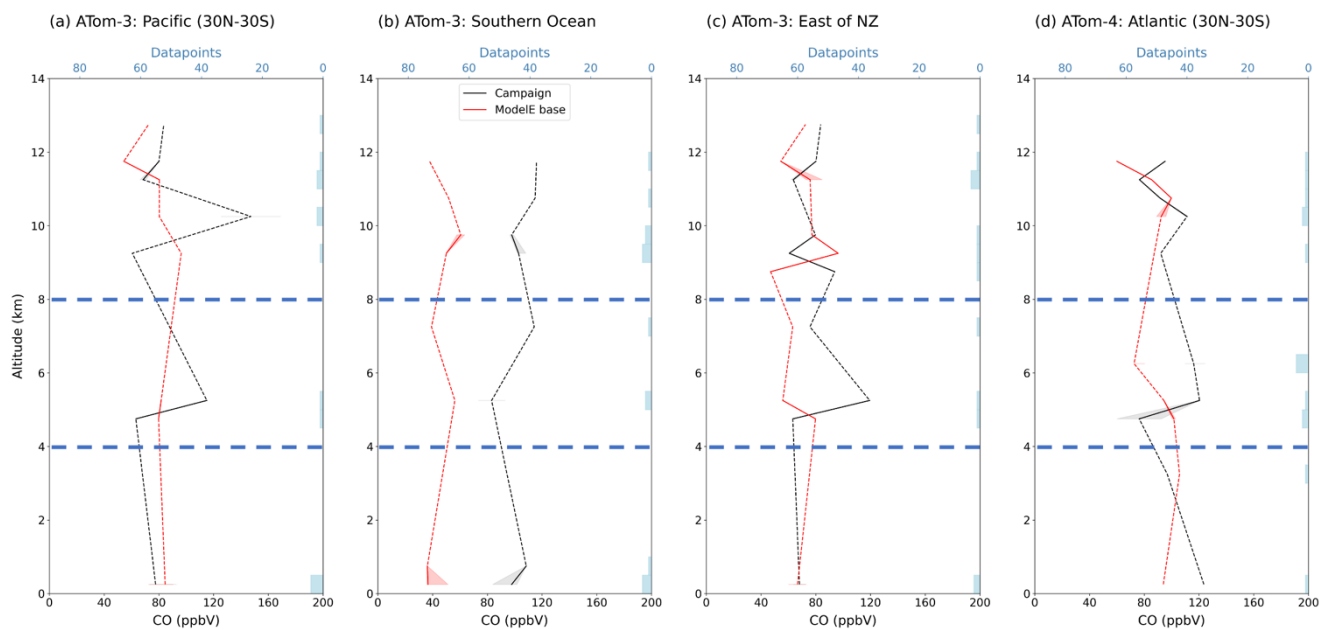 (a) ATom-3: Pacific (30N-30S)
Datapoints
80 60 40 20 0
14
12
10
8
6
4
2
0
Altitude (km)
0 40 80 120 160 200
CO (ppbV)
(b) ATom-3: Southern Ocean
Datapoints
80 60 40 20 0
Campaign
ModelE base
14
12
10
8
6
4
2
0
0 40 80 120 160 200
CO (ppbV)
(c) ATom-3: East of NZ
Datapoints
80 60 40 20 0
14
12
10
8
6
4
2
0
0 40 80 120 160 200
CO (ppbV)
(d) ATom-4: Atlantic (30N-30S)
Datapoints
80 60 40 20 0
14
12
10
8
6
4
2
0
0 40 80 120 160 200
CO (ppbV)